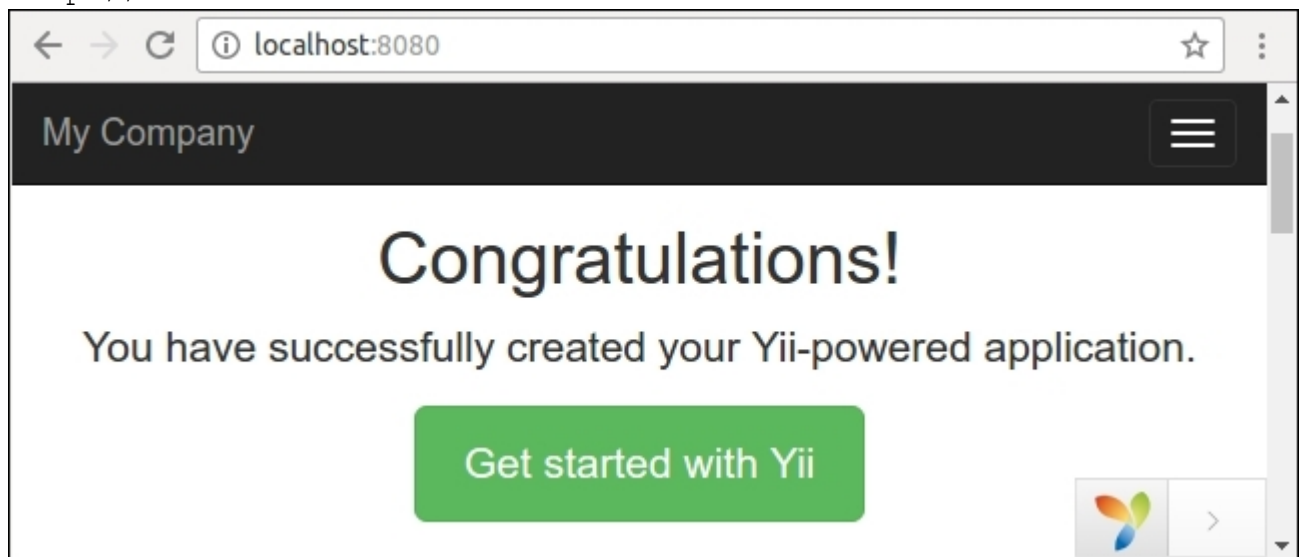 localhost:8080
My Company
Congratulations!
You have successfully created your Yii-powered application.
Get started with Yii